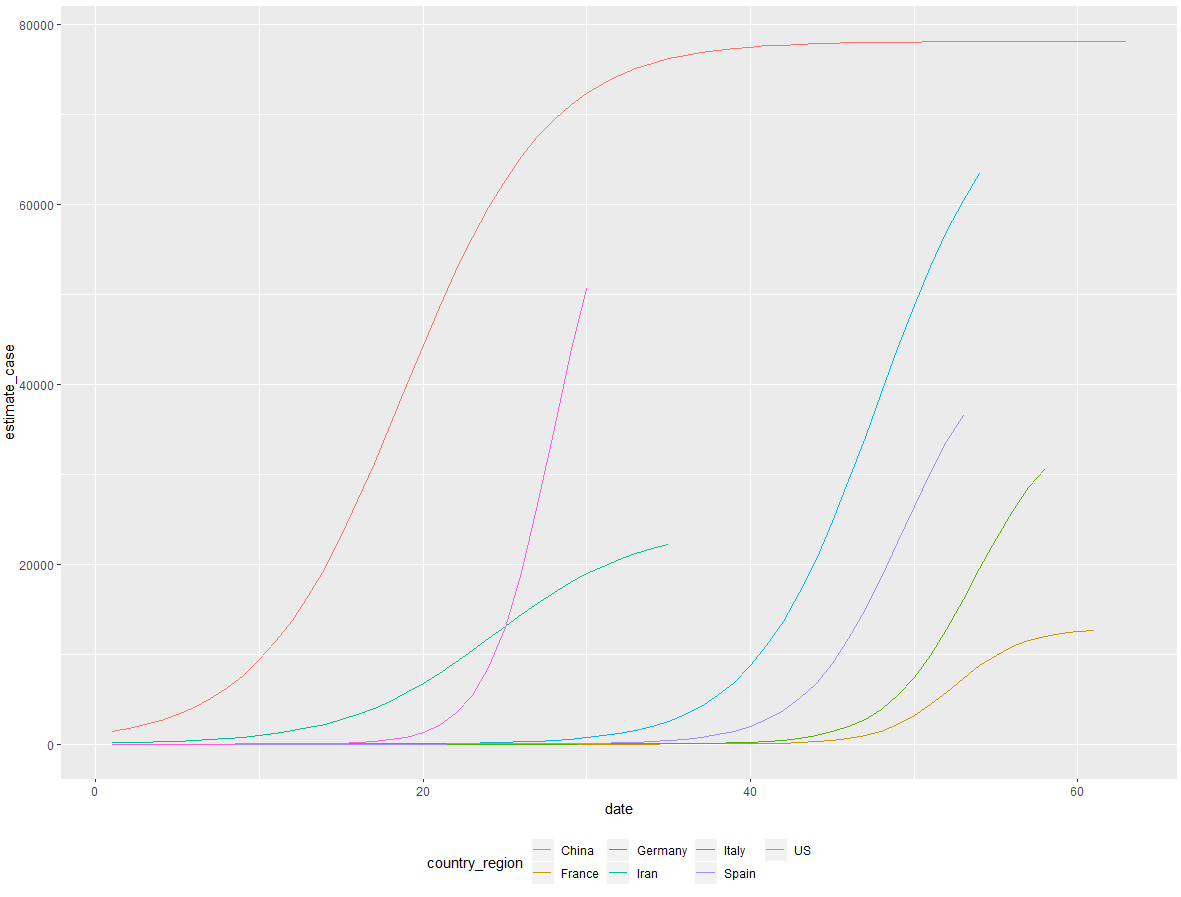 80000
60000
40000
20000
0
estimate_case
0 20 40 60
date
country_region
China Germany Italy US
France Iran Spain